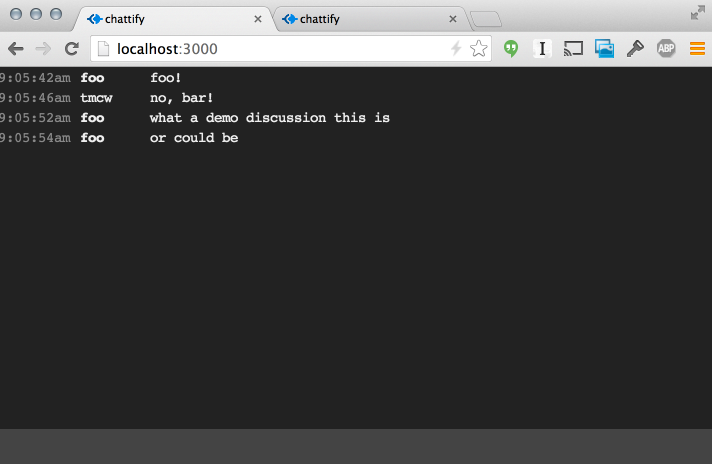 chattify
chattify
localhost:3000
I
ABP
9:05:42am foo foo!
9:05:46am tmcw no, bar!
9:05:52am foo what a demo discussion this is
9:05:54am foo or could be